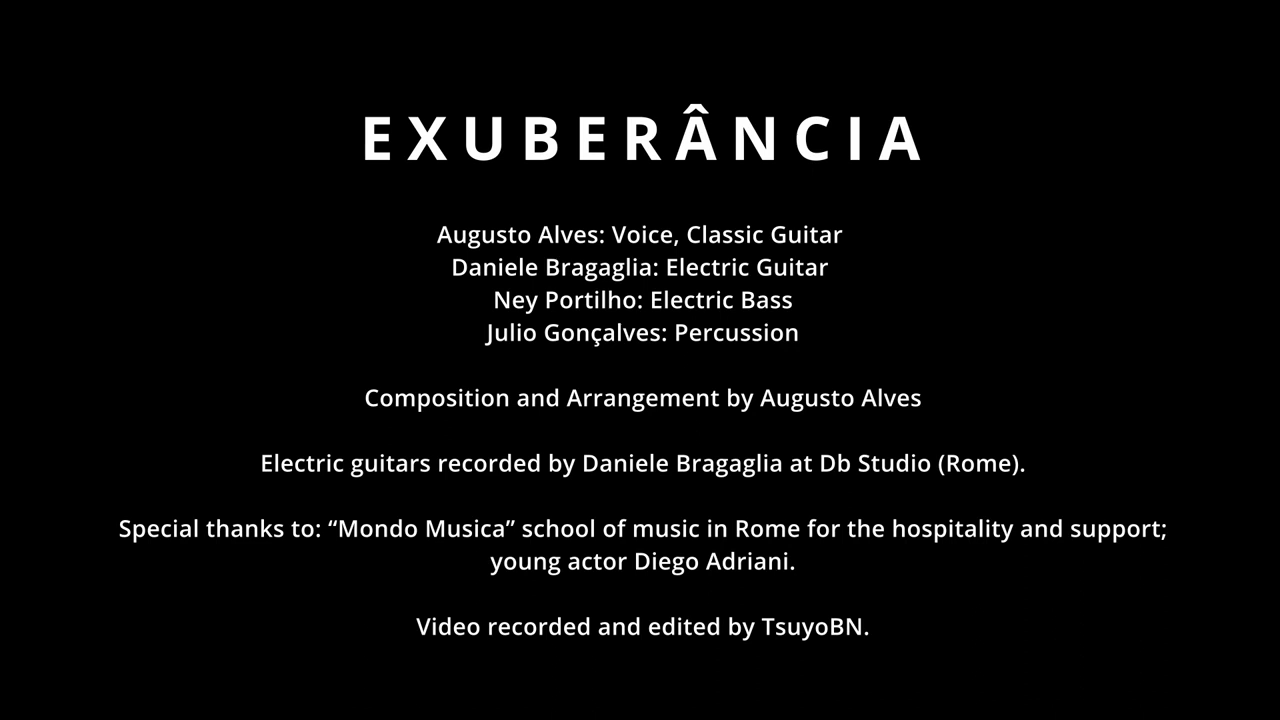 EXUBERÂNCIA
Augusto Alves: Voice, Classic Guitar
Daniele Bragaglia: Electric Guitar
Ney Portilho: Electric Bass
Julio Gonçalves: Percussion
Composition and Arrangement by Augusto Alves
Electric guitars recorded by Daniele Bragaglia at Db Studio (Rome).
Special thanks to: “Mondo Musica” school of music in Rome for the hospitality and support;
young actor Diego Adriani.
Video recorded and edited by TsuyoBN.